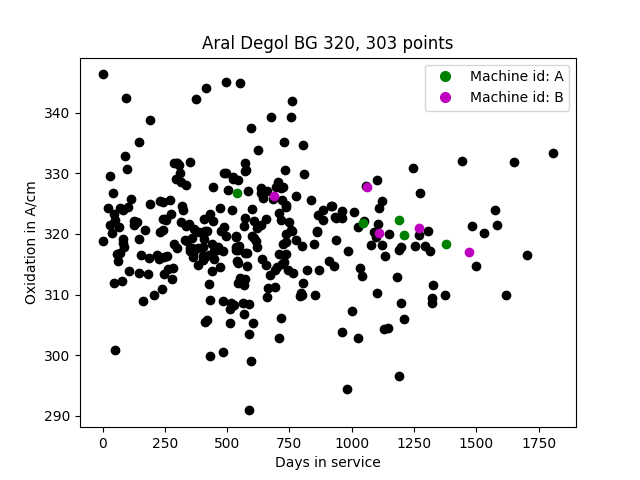 Aral Degol BG 320, 303 points
Machine id: A
Machine id: B
Oxidation in A/cm
340
330
320
310
300
290
0 250 500 750 1000 1250 1500 1750
Days in service